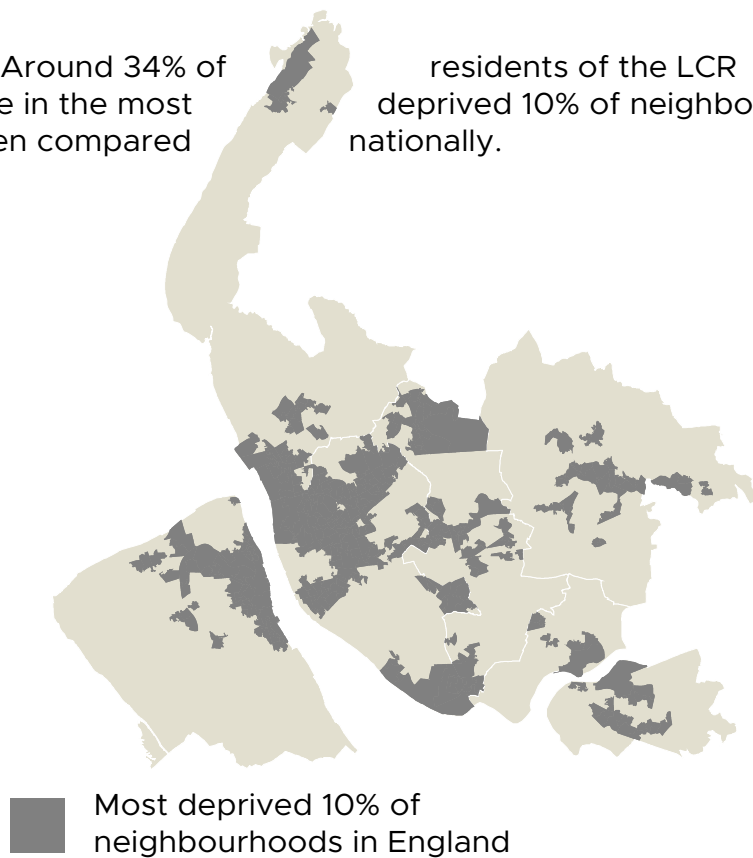 Around 34% of residents of the LCR
e in the most deprived 10% of neighbo
en compared nationally.
Most deprived 10% of
neighbourhoods in England